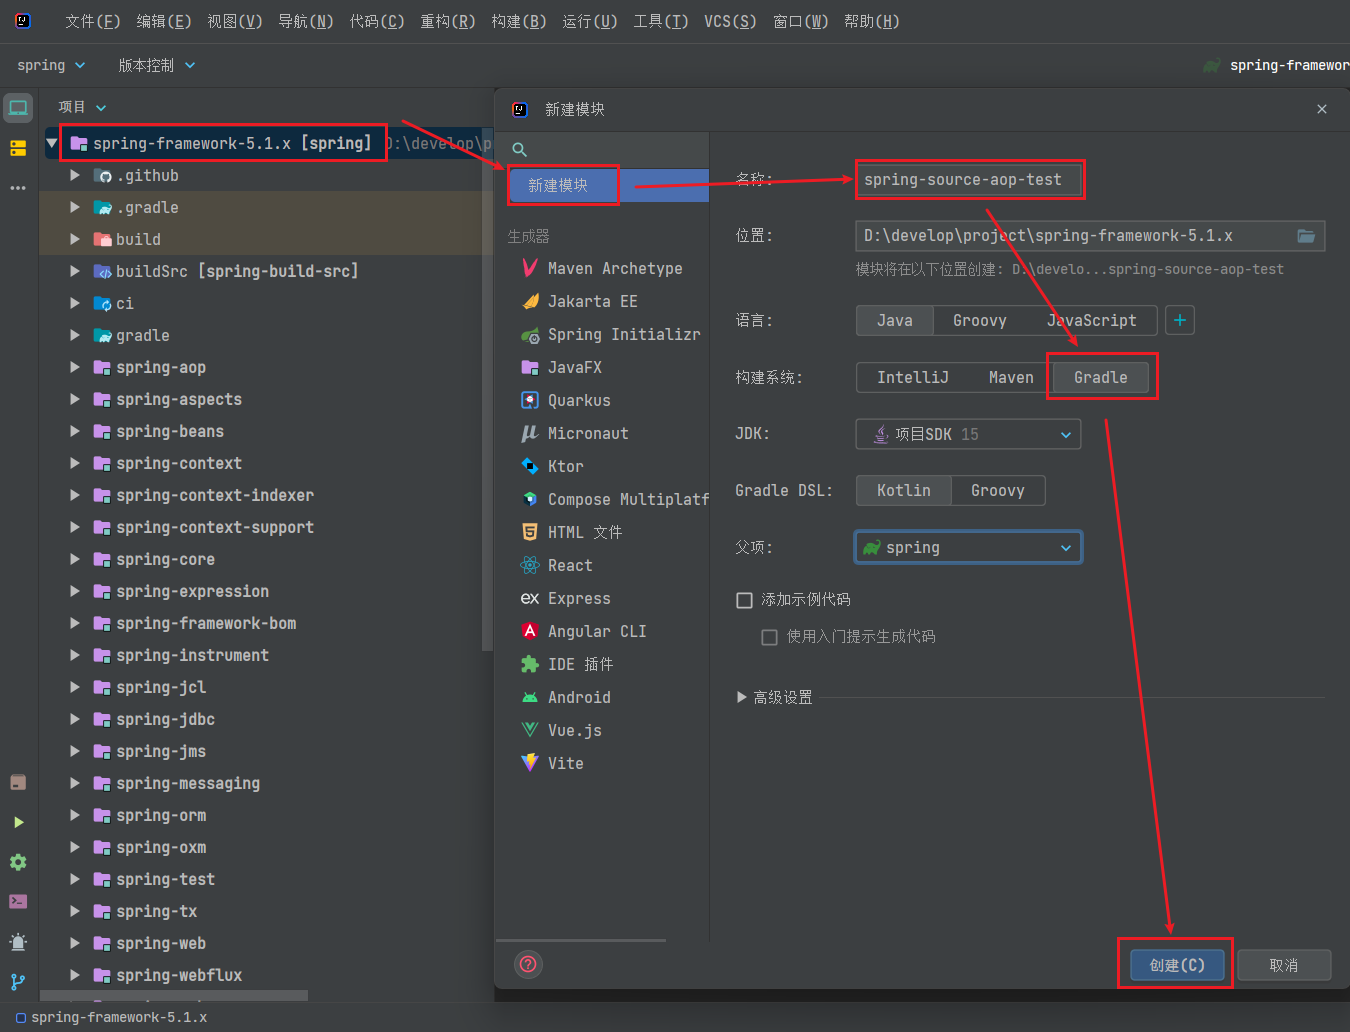 文件(F) 编辑(E) 视图(V) 导航(N) 代码(C) 重构(R) 构建(B) 运行(U) 工具(T) VCS(S) 窗口(W) 帮助(H)
spring 版本控制 spring-framewor
项目
spring-framework-5.1.x [spring] D:\develop\p
.github
.gradle
build
buildSrc [spring-build-src]
ci
gradle
spring-aop
spring-aspects
spring-beans
spring-context
spring-context-indexer
spring-context-support
spring-core
spring-expression
spring-framework-bom
spring-instrument
spring-jcl
spring-jdbc
spring-jms
spring-messaging
spring-orm
spring-oxm
spring-test
spring-tx
spring-web
spring-webflux
新建模块
新建模块
生成器
Maven Archetype
Jakarta EE
Spring Initializr
JavaFX
Quarkus
Micronaut
Ktor
Compose Multiplatf
HTML 文件
React
Express
Angular CLI
IDE 插件
Android
Vue.js
Vite
名称: spring-source-aop-test
位置: D:\develop\project\spring-framework-5.1.x
模块将在以下位置创建: D:\develo...spring-source-aop-test
语言: Java Groovy JavaScript
构建系统: IntelliJ Maven Gradle
JDK: 项目SDK 15
Gradle DSL: Kotlin Groovy
父项: spring
添加示例代码
使用入门提示生成代码
高级设置
创建(C) 取消
spring-framework-5.1.x